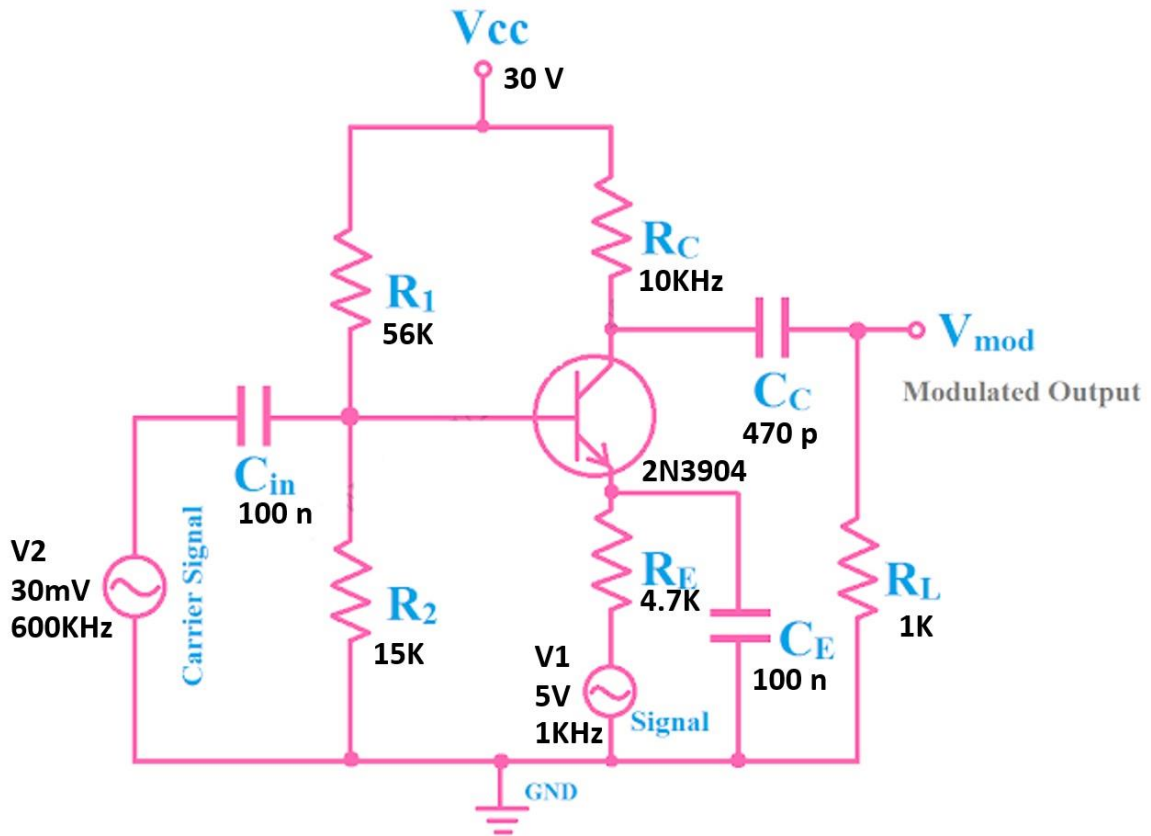 Vcc
30 V
RC
10KHz
R1
56K
Vmod
Modulated Output
CC
470 p
2N3904
Cin
100 n
V2
30mV
600KHz
Carrier Signal
R2
15K
RE
4.7K
V1
5V
1KHz
Signal
CE
100 n
RL
1K
GND